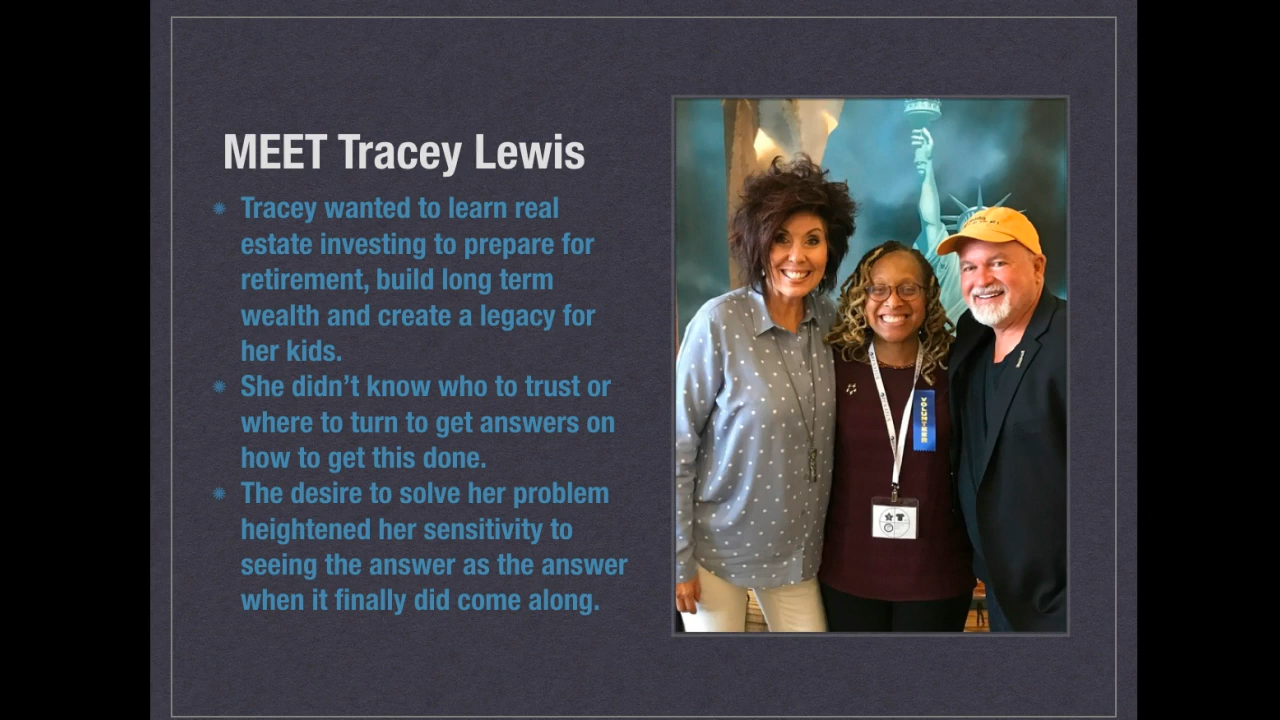 MEET Tracey Lewis
Tracey wanted to learn real
estate investing to prepare for
retirement, build long term
wealth and create a legacy for
her kids.
She didn’t know who to trust or
where to turn to get answers on
how to get this done.
The desire to solve her problem
heightened her sensitivity to
seeing the answer as the answer
when it finally did come along.
VOLUNTEER